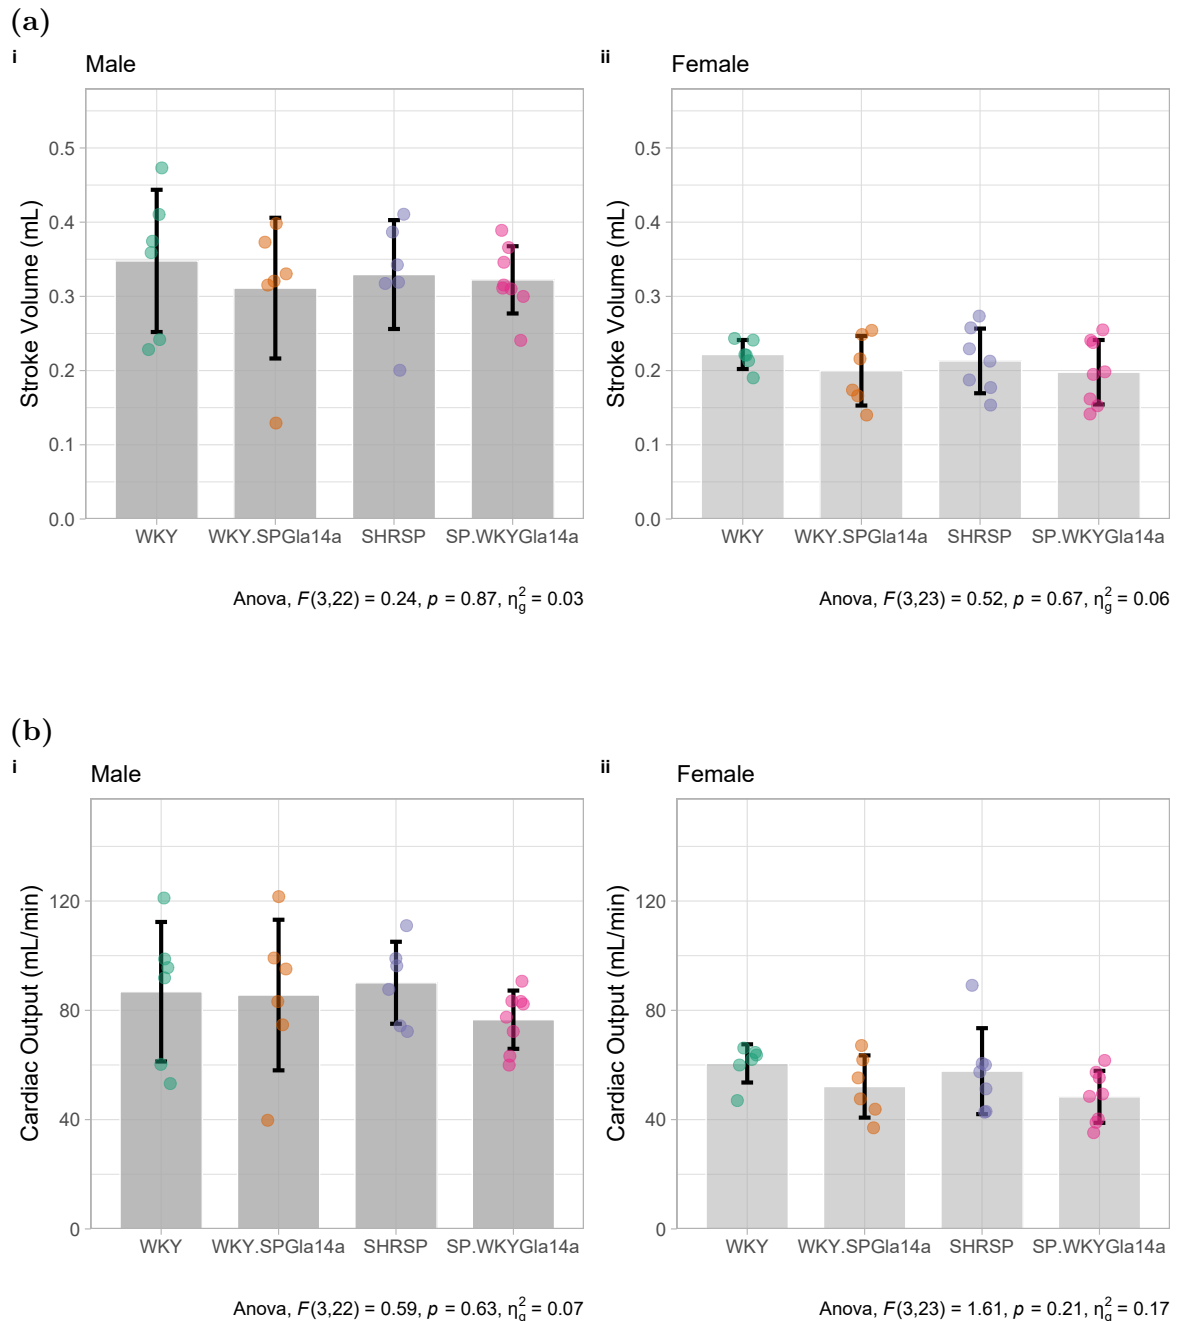 (a)
i Male
Stroke Volume (mL)
0.5
0.4
0.3
0.2
0.1
0.0
WKY WKY.SPGla14a SHRSP SP.WKYGla14a
Anova, F(3,22) = 0.24, p = 0.87, η²g = 0.03
ii Female
Stroke Volume (mL)
0.5
0.4
0.3
0.2
0.1
0.0
WKY WKY.SPGla14a SHRSP SP.WKYGla14a
Anova, F(3,23) = 0.52, p = 0.67, η²g = 0.06
(b)
i Male
Cardiac Output (mL/min)
120
80
40
0
WKY WKY.SPGla14a SHRSP SP.WKYGla14a
Anova, F(3,22) = 0.59, p = 0.63, η²g = 0.07
ii Female
Cardiac Output (mL/min)
120
80
40
0
WKY WKY.SPGla14a SHRSP SP.WKYGla14a
Anova, F(3,23) = 1.61, p = 0.21, η²g = 0.17